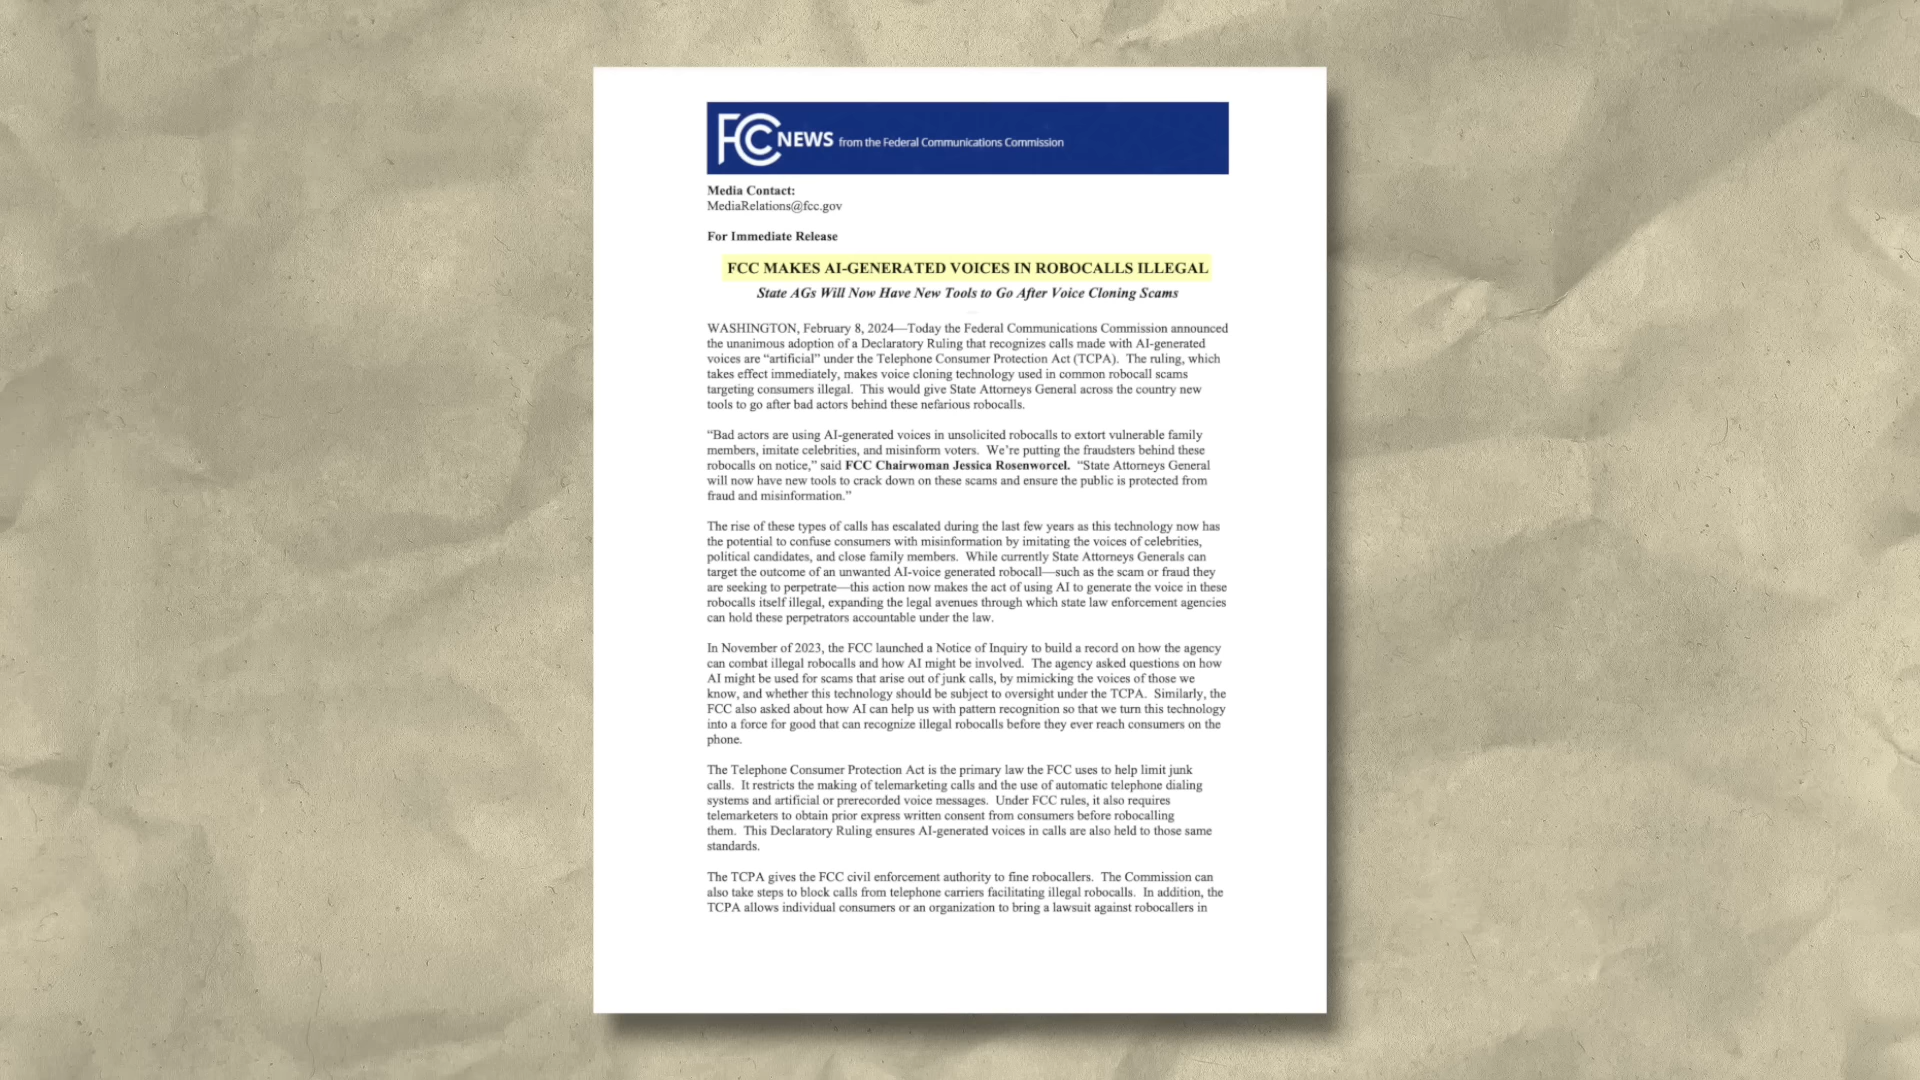 FCC NEWS from the Federal Communications Commission
Media Contact:
MediaRelations@fcc.gov
For Immediate Release
FCC MAKES AI-GENERATED VOICES IN ROBOCALLS ILLEGAL
State AGs Will Now Have New Tools to Go After Voice Cloning Scams
WASHINGTON, February 8, 2024—Today the Federal Communications Commission announced
the unanimous adoption of a Declaratory Ruling that recognizes calls made with AI-generated
voices are “artificial” under the Telephone Consumer Protection Act (TCPA).  The ruling, which
takes effect immediately, makes voice cloning technology used in common robocall scams
targeting consumers illegal.  This would give State Attorneys General across the country new
tools to go after bad actors behind these nefarious robocalls.
“Bad actors are using AI-generated voices in unsolicited robocalls to extort vulnerable family
members, imitate celebrities, and misinform voters.  We’re putting the fraudsters behind these
robocalls on notice,” said FCC Chairwoman Jessica Rosenworcel.  “State Attorneys General
will now have new tools to crack down on these scams and ensure the public is protected from
fraud and misinformation.”
The rise of these types of calls has escalated during the last few years as this technology now has
the potential to confuse consumers with misinformation by imitating the voices of celebrities,
political candidates, and close family members.  While currently State Attorneys Generals can
target the outcome of an unwanted AI-voice generated robocall—such as the scam or fraud they
are seeking to perpetrate—this action now makes the act of using AI to generate the voice in these
robocalls itself illegal, expanding the legal avenues through which state law enforcement agencies
can hold these perpetrators accountable under the law.
In November of 2023, the FCC launched a Notice of Inquiry to build a record on how the agency
can combat illegal robocalls and how AI might be involved.  The agency asked questions on how
AI might be used for scams that arise out of junk calls, by mimicking the voices of those we
know, and whether this technology should be subject to oversight under the TCPA.  Similarly, the
FCC also asked about how AI can help us with pattern recognition so that we turn this technology
into a force for good that can recognize illegal robocalls before they ever reach consumers on the
phone.
The Telephone Consumer Protection Act is the primary law the FCC uses to help limit junk
calls.  It restricts the making of telemarketing calls and the use of automatic telephone dialing
systems and artificial or prerecorded voice messages.  Under FCC rules, it also requires
telemarketers to obtain prior express written consent from consumers before robocalling
them.  This Declaratory Ruling ensures AI-generated voices in calls are also held to those same
standards.
The TCPA gives the FCC civil enforcement authority to fine robocallers.  The Commission can
also take steps to block calls from telephone carriers facilitating illegal robocalls.  In addition, the
TCPA allows individual consumers or an organization to bring a lawsuit against robocallers in